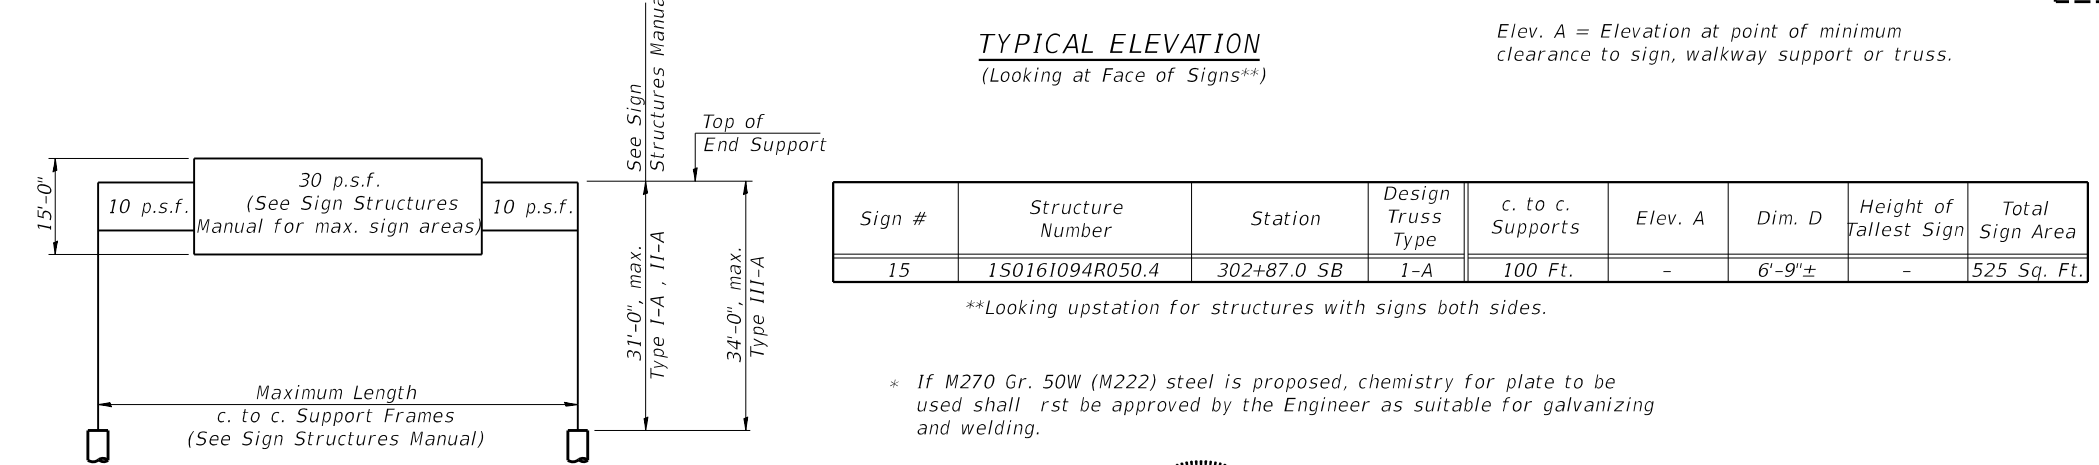 TYPICAL ELEVATION
(Looking at Face of Signs**)
Elev. A = Elevation at point of minimum
clearance to sign, walkway support or truss.
See Sign
Structures
Top of
End Support
15'-0"
30 p.s.f.
(See Sign Structures
Manual for max. sign areas)
10 p.s.f.
10 p.s.f.
31'-0", max.
Type I-A , II-A
34'-0", max.
Type III-A
Maximum Length
c. to c. Support Frames
(See Sign Structures Manual)
Sign #
Structure
Number
Station
Design
Truss
Type
c. to c.
Supports
Elev. A
Dim. D
Height of
Tallest Sign
Total
Sign Area
15
1S016I094R050.4
302+87.0 SB
1-A
100 Ft.
-
6'-9"±
-
525 Sq. Ft.
**Looking upstation for structures with signs both sides.
* If M270 Gr. 50W (M222) steel is proposed, chemistry for plate to be
used shall rst be approved by the Engineer as suitable for galvanizing
and welding.